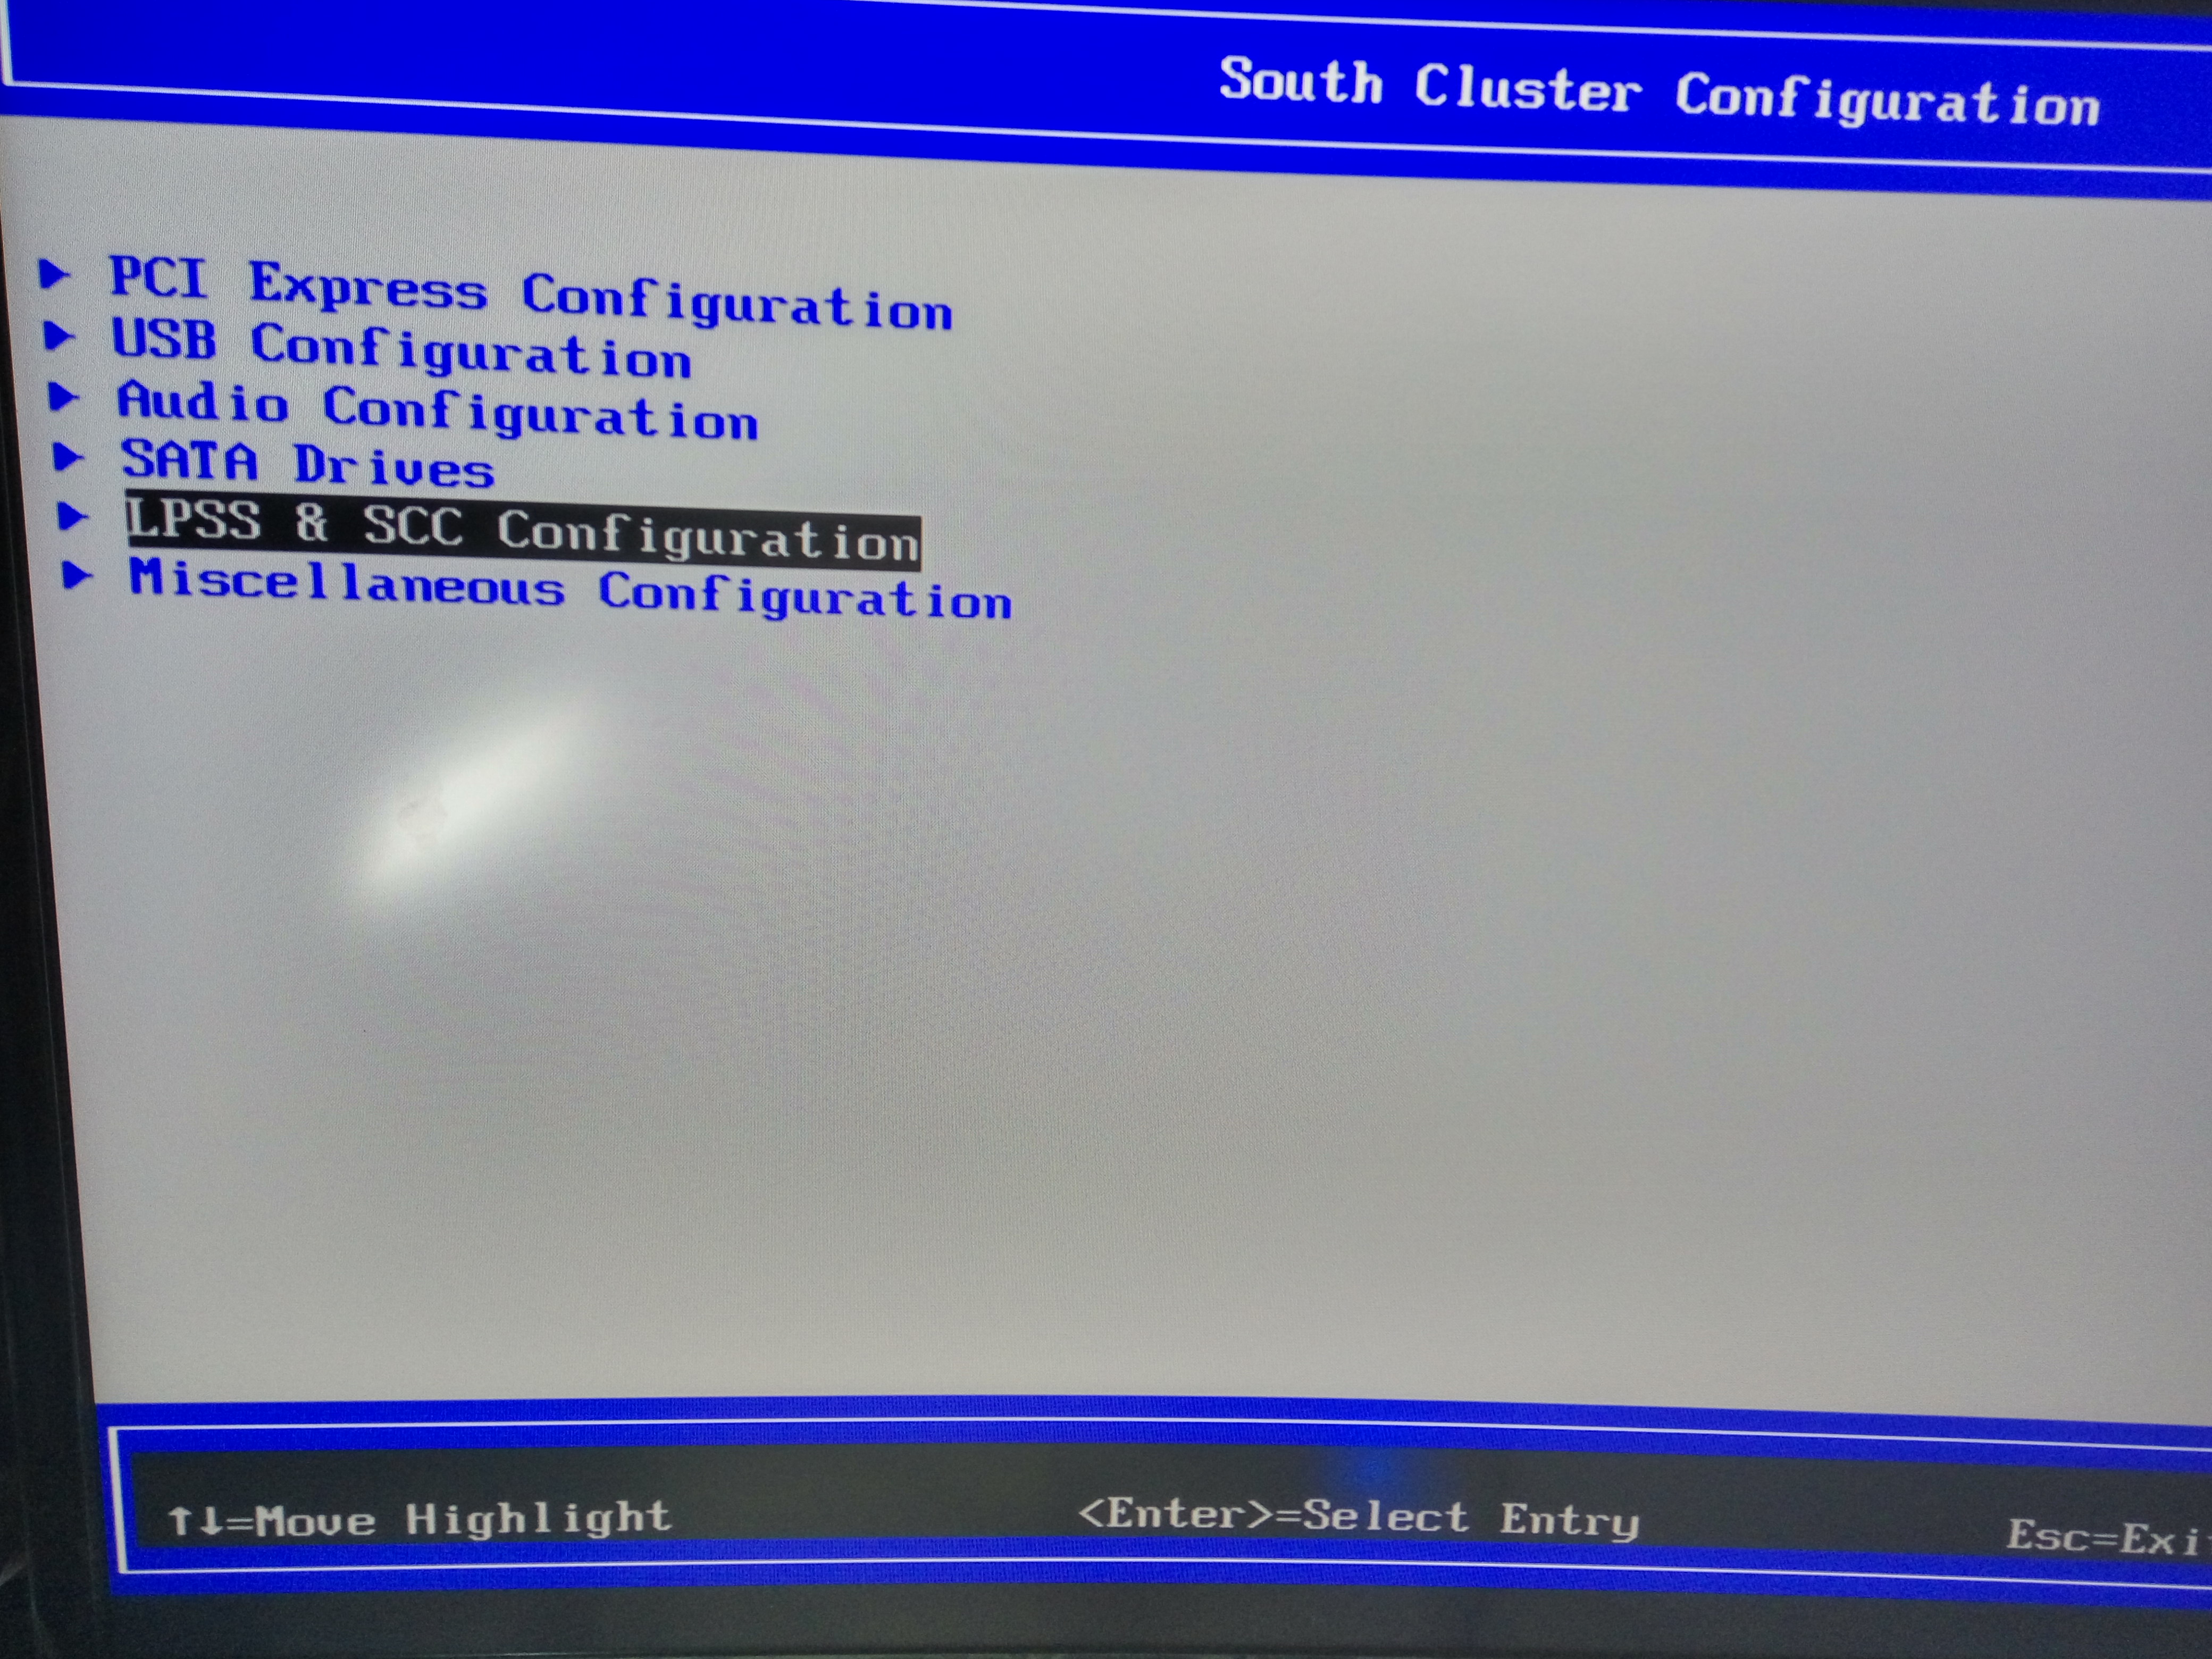 South Cluster Configuration
► PCI Express Configuration
► USB Configuration
► Audio Configuration
► SATA Drives
► LPSS & SCC Configuration
► Miscellaneous Configuration
↑↓=Move Highlight <Enter>=Select Entry Esc=Exi